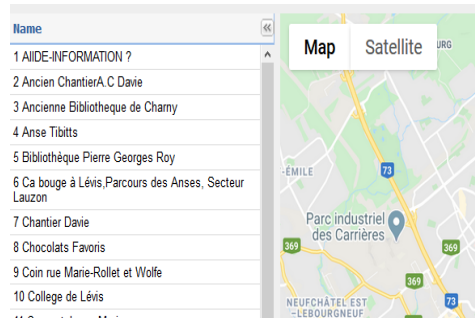 Name
1 AIIDE-INFORMATION ?
2 Ancien ChantierA.C Davie
3 Ancienne Bibliotheque de Charny
4 Anse Tibitts
5 Bibliothèque Pierre Georges Roy
6 Ca bouge à Lévis,Parcours des Anses, Secteur
Lauzon
7 Chantier Davie
8 Chocolats Favoris
9 Coin rue Marie-Rollet et Wolfe
10 College de Lévis
Map
Satellite
URG
-ÉMILE
73
Parc industriel
des Carrières
369
369
369
73
NEUFCHÂTEL EST
-LEBOURGNEUF